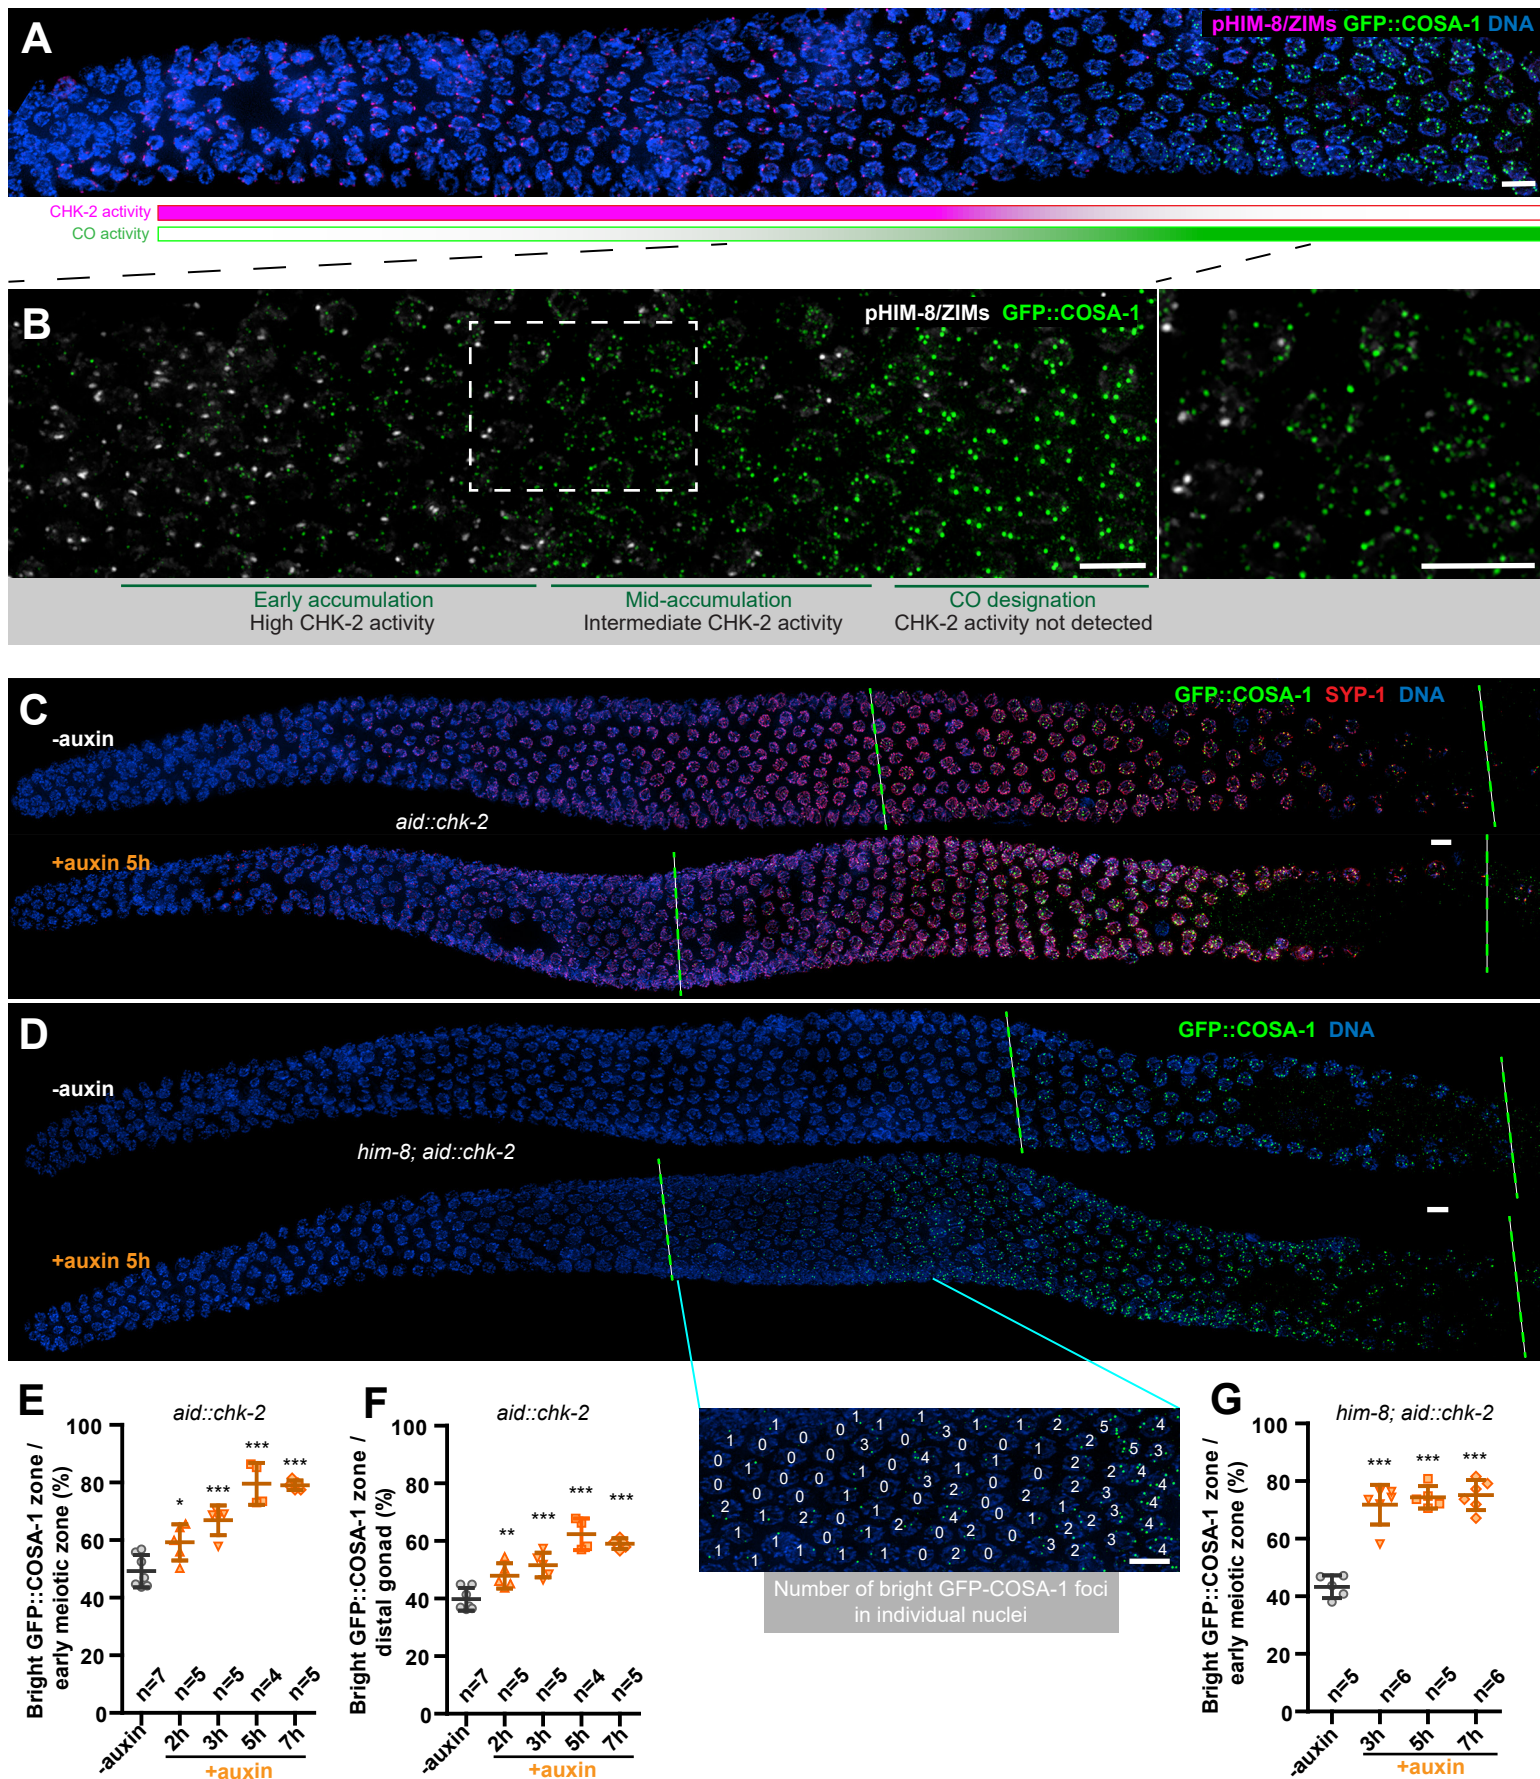 A
pHIM-8/ZIMs GFP::COSA-1 DNA
CHK-2 activity
CO activity
B
pHIM-8/ZIMs GFP::COSA-1
Early accumulation
High CHK-2 activity
Mid-accumulation
Intermediate CHK-2 activity
CO designation
CHK-2 activity not detected
C
GFP::COSA-1 SYP-1 DNA
-auxin
aid::chk-2
+auxin 5h
D
GFP::COSA-1 DNA
-auxin
him-8; aid::chk-2
+auxin 5h
Number of bright GFP-COSA-1 foci
in individual nuclei
E
aid::chk-2
Bright GFP::COSA-1 zone /
early meiotic zone (%)
100
80
60
40
20
0
*
***
***
***
n=7
n=5
n=5
n=4
n=5
-auxin
2h
3h
5h
7h
+auxin
F
aid::chk-2
Bright GFP::COSA-1 zone /
distal gonad (%)
100
80
60
40
20
0
**
***
***
***
n=7
n=5
n=5
n=4
n=5
-auxin
2h
3h
5h
7h
+auxin
G
him-8; aid::chk-2
Bright GFP::COSA-1 zone /
early meiotic zone (%)
100
80
60
40
20
0
***
***
***
n=5
n=6
n=5
n=6
-auxin
3h
5h
7h
+auxin